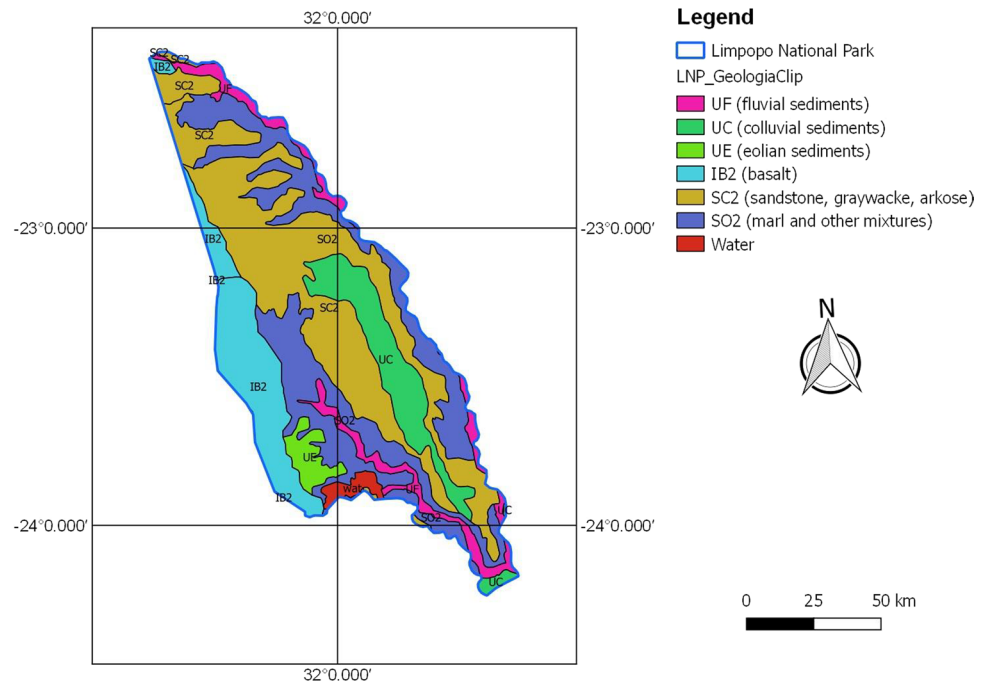 32°0.000′
Legend
Limpopo National Park
LNP_GeologiaClip
UF (fluvial sediments)
UC (colluvial sediments)
UE (eolian sediments)
IB2 (basalt)
SC2 (sandstone, graywacke, arkose)
SO2 (marl and other mixtures)
Water
SC2
SC2
IB2
SC2
UF
SC2
-23°0.000′
-23°0.000′
IB2
SO2
IB2
SC2
UC
IB2
SO2
UE
Wat
UF
IB2
UC
SO2
-24°0.000′
-24°0.000′
UC
N
0 25 50 km
32°0.000′